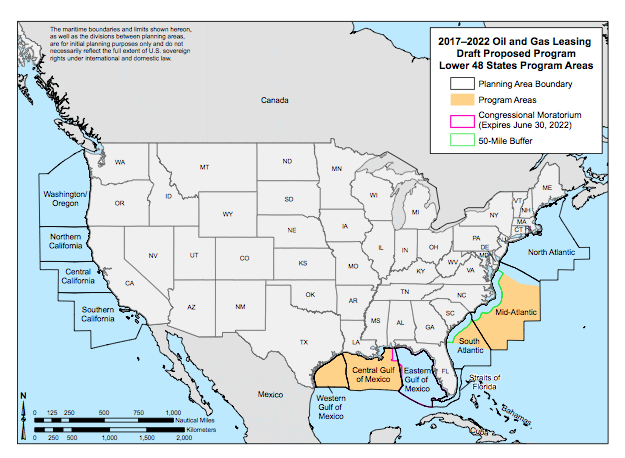 The maritime boundaries and limits shown hereon,
as well as the divisions between planning areas,
are for initial planning purposes only and do not
necessarily reflect the full extent of U.S. sovereign
rights under international and domestic law.
2017–2022 Oil and Gas Leasing
Draft Proposed Program
Lower 48 States Program Areas
Planning Area Boundary
Program Areas
Congressional Moratorium
(Expires June 30, 2022)
50-Mile Buffer
Canada
WA
MT
ND
MN
ME
VT
NH
OR
ID
WY
SD
WI
MI
NY
MA
CT
Washington/
Oregon
NE
IA
IL
IN
OH
PA
NJ
DE
MD
Northern
California
NV
UT
CO
KS
MO
KY
WV
VA
North Atlantic
Central
California
CA
AZ
NM
OK
AR
TN
NC
Southern
California
MS
AL
GA
SC
Mid-Atlantic
TX
LA
South
Atlantic
Central Gulf
of Mexico
Eastern
Gulf of
Mexico
FL
Straits of
Florida
Mexico
Western
Gulf of
Mexico
Bahamas
Cuba
N
0 125 250 500 750 1,000
Nautical Miles
Kilometers
0 250 500 1,000 1,500 2,000